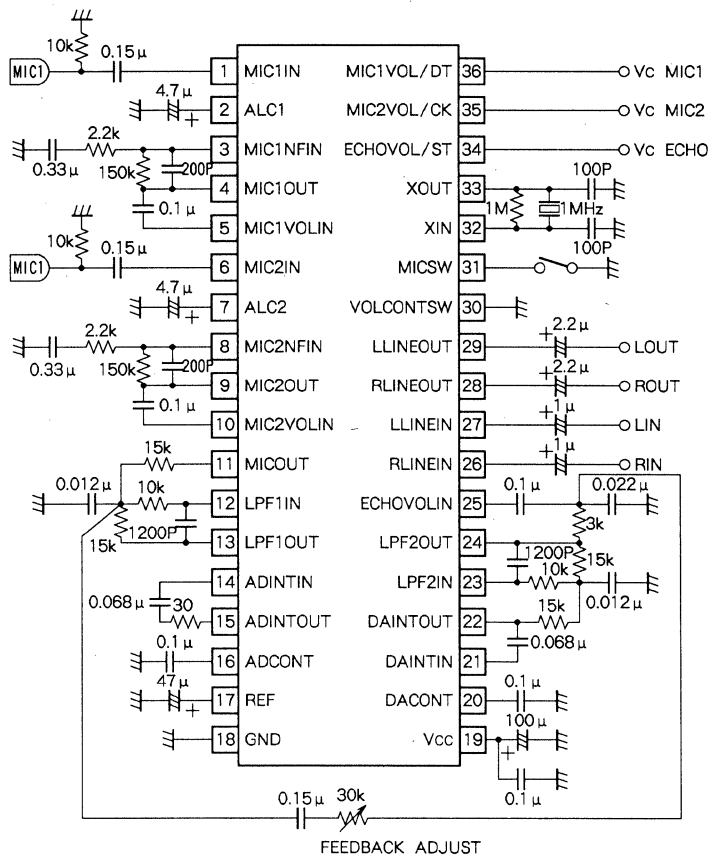 10k
0.15μ
MIC1
1 MIC1IN
MIC1VOL/DT 36
Vc MIC1
4.7μ
+
2 ALC1
MIC2VOL/CK 35
Vc MIC2
2.2k
0.33μ
3 MIC1NFIN
ECHOVOL/ST 34
Vc ECHO
150k
200P
4 MIC1OUT
XOUT 33
100P
0.1μ
1M
1MHz
5 MIC1VOLIN
XIN 32
100P
10k
0.15μ
MIC1
6 MIC2IN
MICSW 31
4.7μ
+
7 ALC2
VOLCONTSW 30
2.2k
0.33μ
8 MIC2NFIN
LLINEOUT 29
+
2.2μ
LOUT
150k
200P
9 MIC2OUT
RLINEOUT 28
+
2.2μ
ROUT
0.1μ
10 MIC2VOLIN
LLINEIN 27
+
1μ
LIN
15k
11 MICOUT
RLINEIN 26
+
1μ
RIN
0.012μ
10k
12 LPF1IN
ECHOVOLIN 25
0.1μ
0.022μ
3k
15k
1200P
13 LPF1OUT
LPF2OUT 24
1200P
15k
14 ADINTIN
LPF2IN 23
10k
0.012μ
0.068μ
30
15 ADINTOUT
DAINTOUT 22
15k
0.068μ
0.1μ
16 ADCONT
DAINTIN 21
47μ
+
17 REF
DACONT 20
0.1μ
18 GND
Vcc 19
+
100μ
0.1μ
0.15μ
30k
FEEDBACK ADJUST